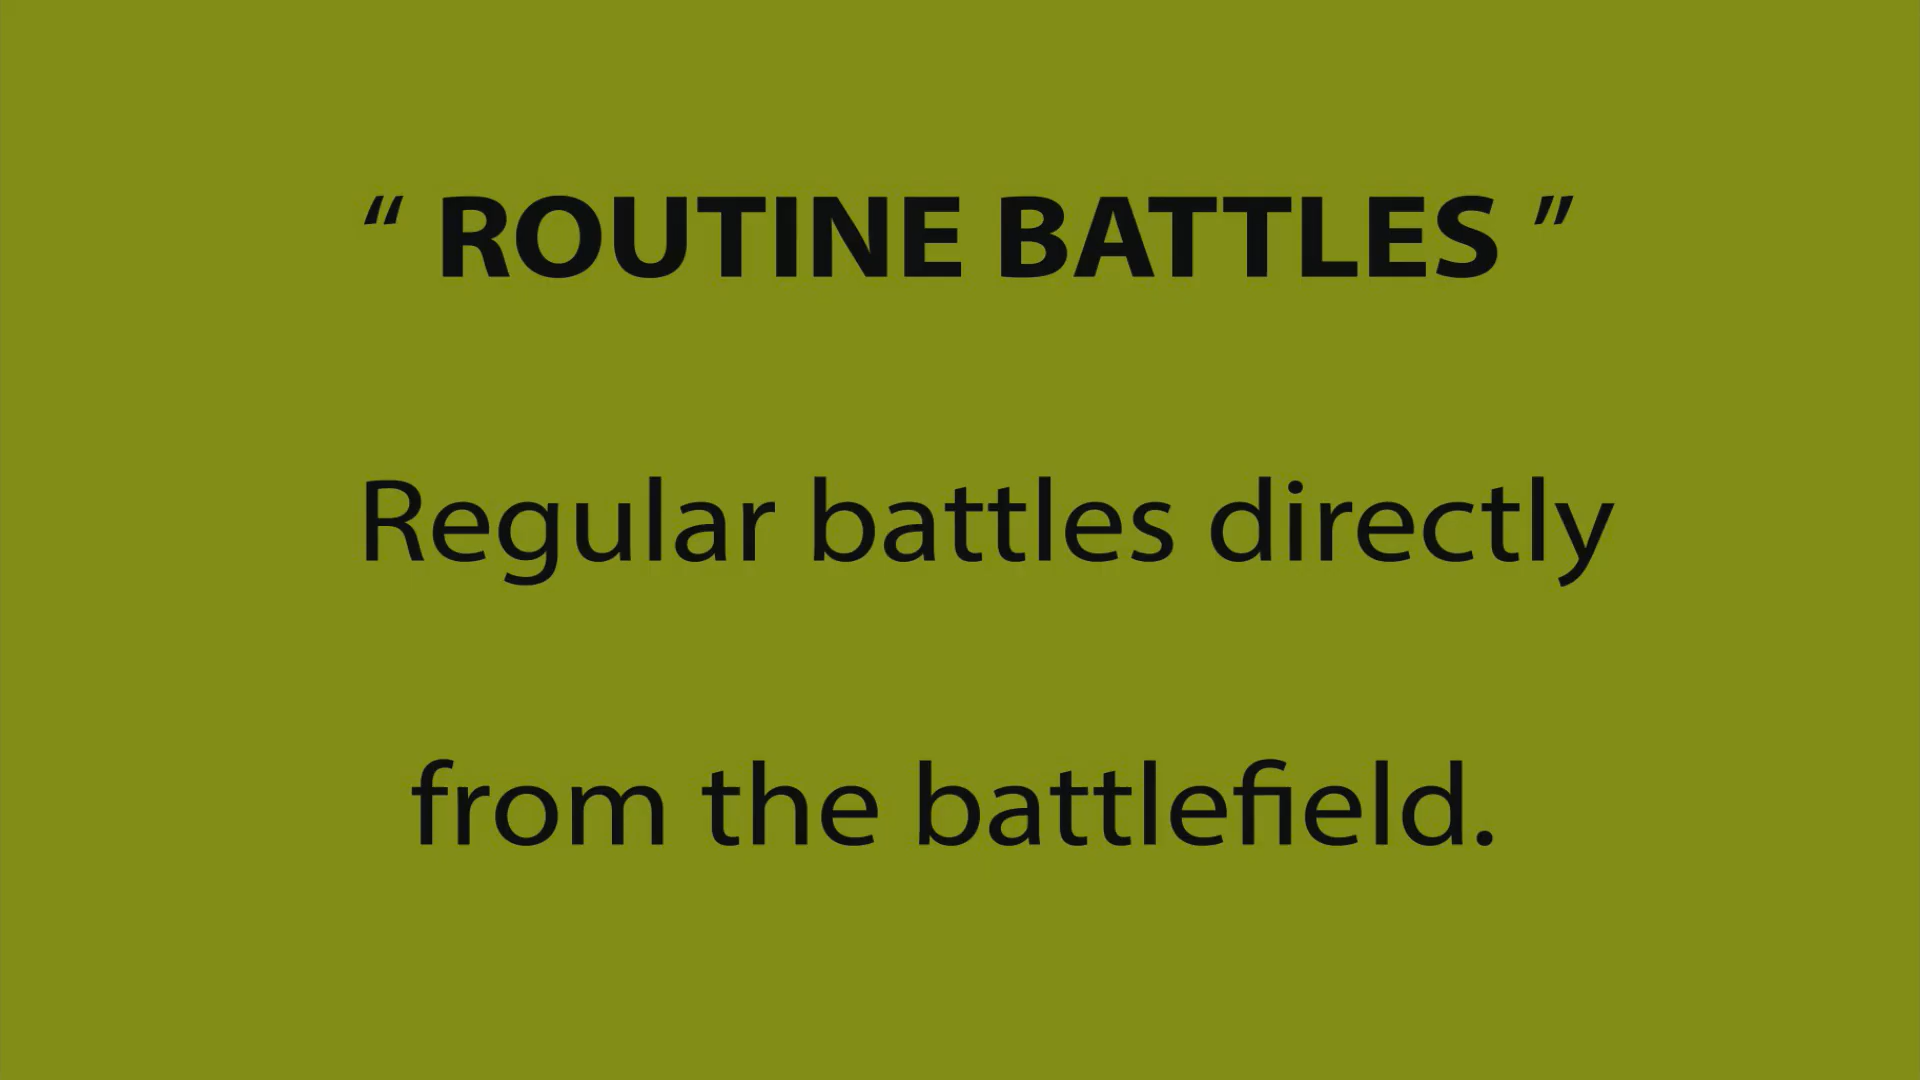 “ ROUTINE BATTLES ”
Regular battles directly
from the battlefield.